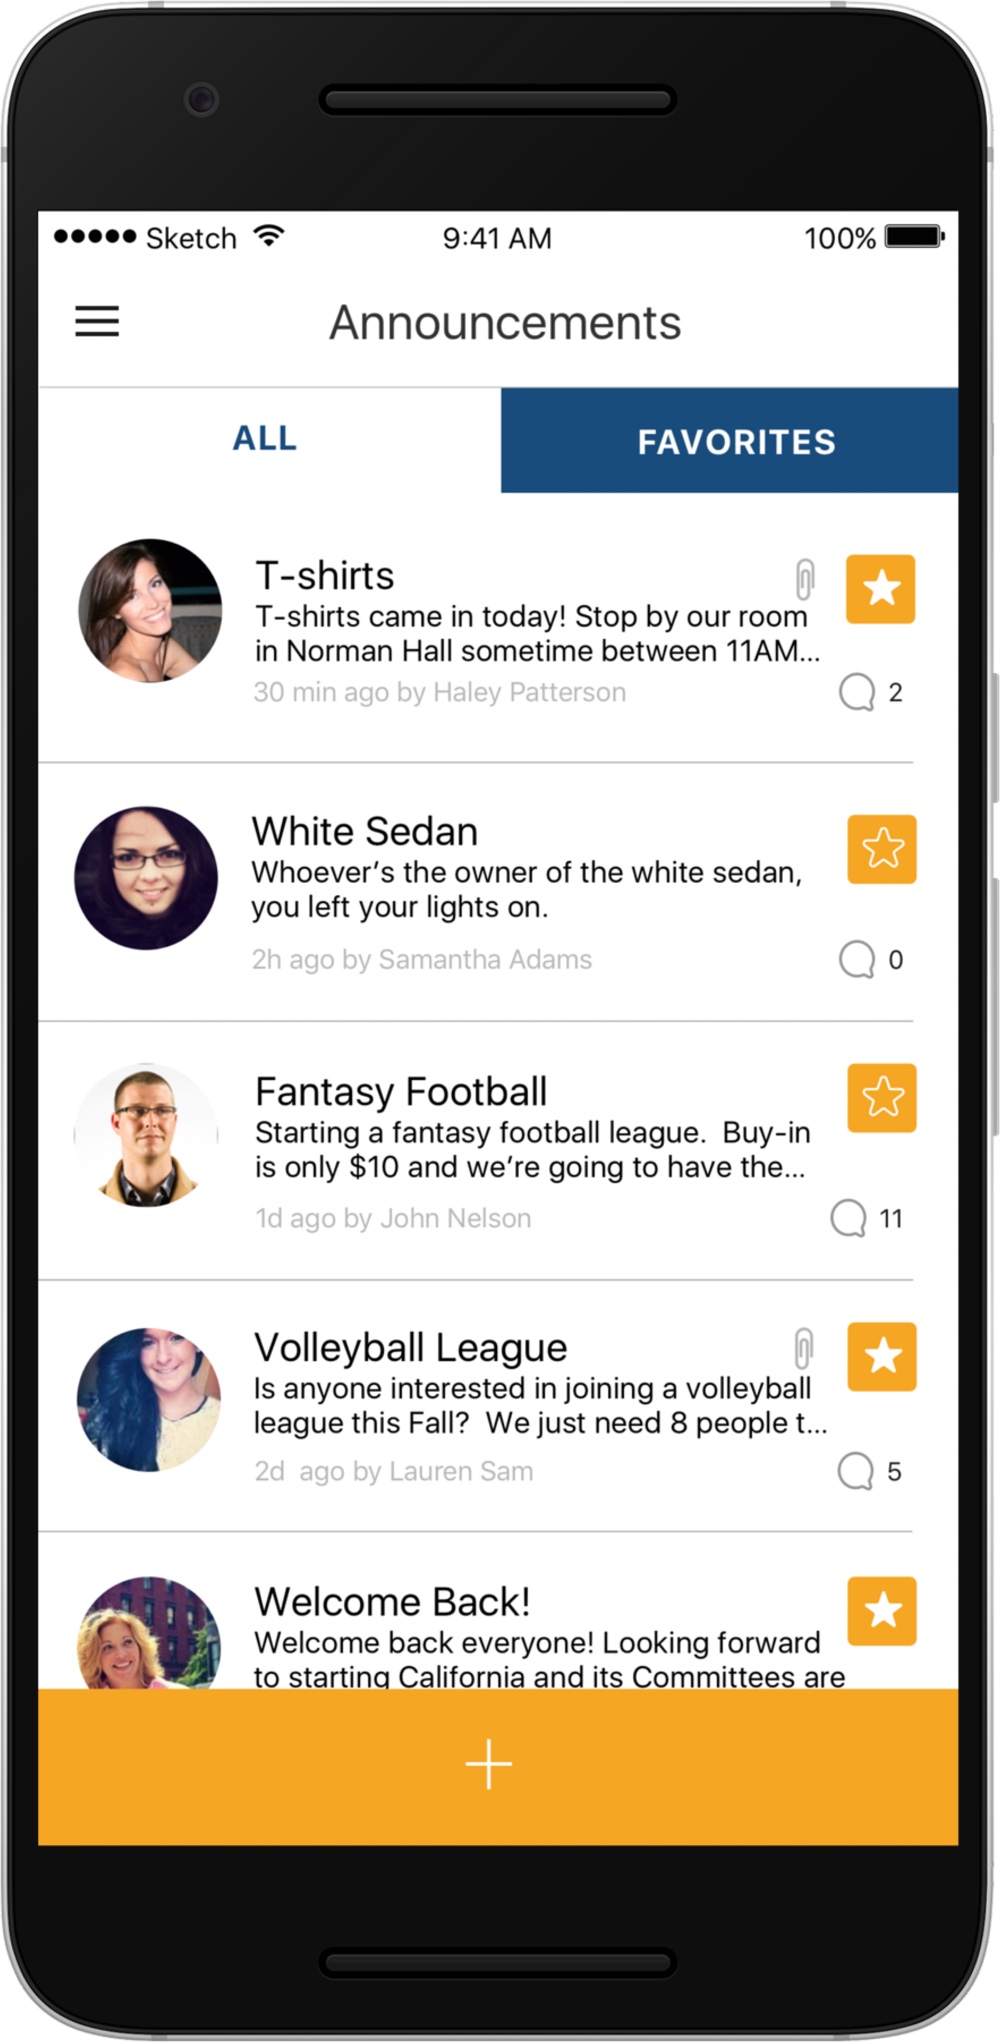 Sketch 9:41 AM 100%
Announcements
ALL FAVORITES
T-shirts
T-shirts came in today! Stop by our room
in Norman Hall sometime between 11AM...
30 min ago by Haley Patterson 2
White Sedan
Whoever’s the owner of the white sedan,
you left your lights on.
2h ago by Samantha Adams 0
Fantasy Football
Starting a fantasy football league.  Buy-in
is only $10 and we’re going to have the...
1d ago by John Nelson 11
Volleyball League
Is anyone interested in joining a volleyball
league this Fall?  We just need 8 people t...
2d  ago by Lauren Sam 5
Welcome Back!
Welcome back everyone! Looking forward
to starting California and its Committees are